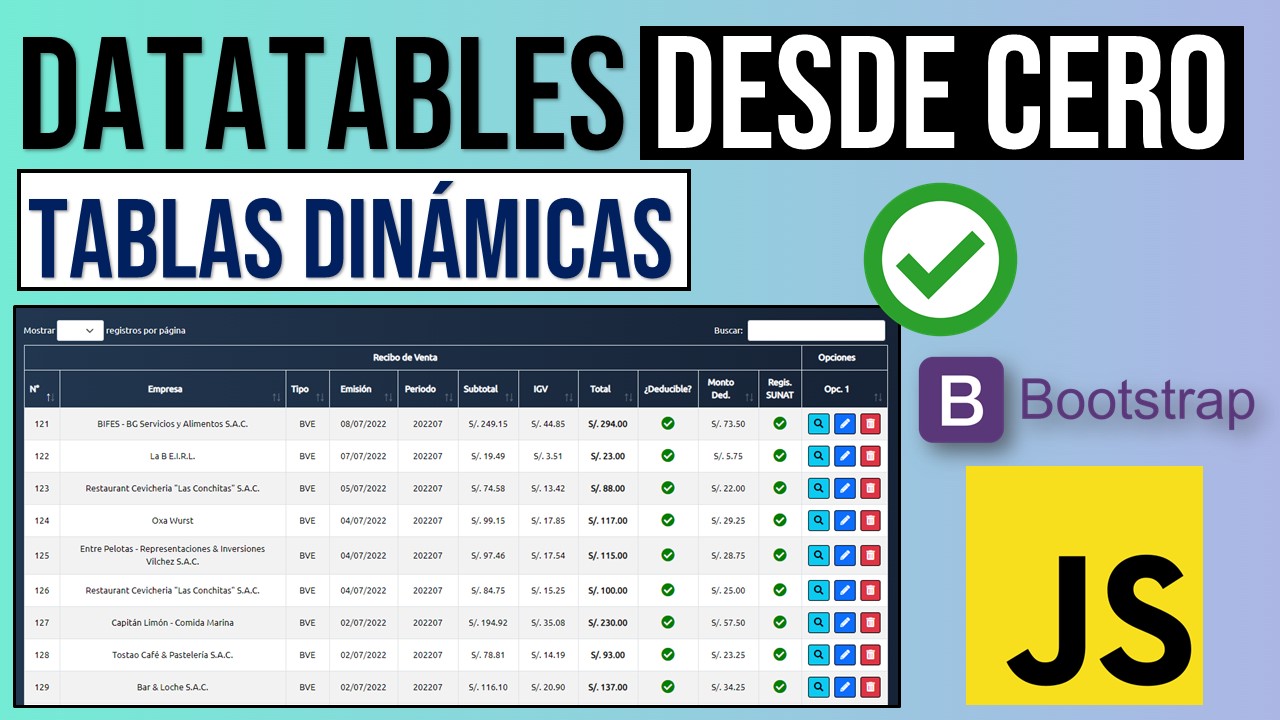 DATATABLES DESDE CERO
TABLAS DINÁMICAS
Mostrar registros por página Buscar:
Recibo de Venta Opciones
N° Empresa Tipo Emisión Periodo Subtotal IGV Total ¿Deducible? Monto Ded. Regis. SUNAT Opc. 1
121 BIFES - BG Servicios y Alimentos S.A.C. BVE 08/07/2022 202207 S/. 249.15 S/. 44.85 S/. 294.00 S/. 73.50
122 La B E.I.R.L. BVE 07/07/2022 202207 S/. 19.49 S/. 3.51 S/. 23.00 S/. 5.75
123 Restaurant Cevichería "Las Conchitas" S.A.C. BVE 05/07/2022 202207 S/. 74.58 S/. 13.42 S/. 88.00 S/. 22.00
124 Oxa Wurst BVE 04/07/2022 202207 S/. 99.15 S/. 17.85 S/. 117.00 S/. 29.25
125 Entre Pelotas - Representaciones & Inversiones Vilchez S.A.C. BVE 04/07/2022 202207 S/. 97.46 S/. 17.54 S/. 115.00 S/. 28.75
126 Restaurant Cevichería "Las Conchitas" S.A.C. BVE 04/07/2022 202207 S/. 84.75 S/. 15.25 S/. 100.00 S/. 25.00
127 Capitán Limón - Comida Marina BVE 02/07/2022 202207 S/. 194.92 S/. 35.08 S/. 230.00 S/. 57.50
128 Tostao Café & Pastelería S.A.C. BVE 02/07/2022 202207 S/. 78.81 S/. 14.19 S/. 93.00 S/. 23.25
129 Bar & Loche S.A.C. BVE 02/07/2022 202207 S/. 116.10 S/. 20.90 S/. 137.00 S/. 34.25
B Bootstrap
JS